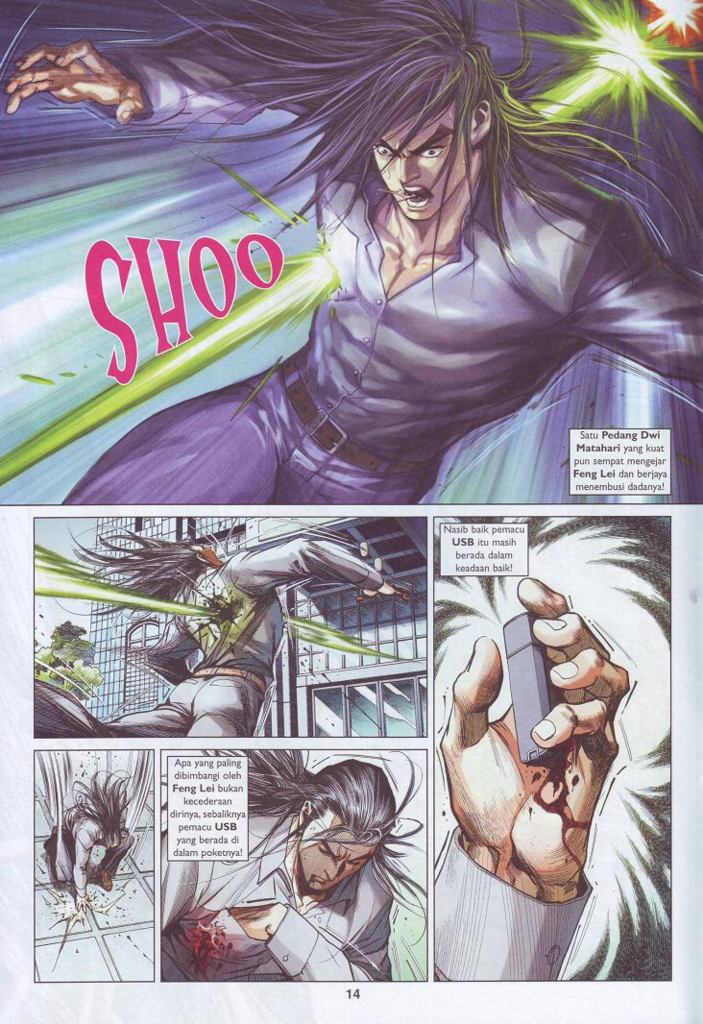 SHOO
Satu Pedang Dwi
Matahari yang kuat
pun sempat mengejar
Feng Lei dan berjaya
menembusi dadanya!
Apa yang paling
dibimbangi oleh
Feng Lei bukan
kecederaan
dirinya, sebaliknya
pemacu USB
yang berada di
dalam poketnya!
Nasib baik pemacu
USB itu masih
berada dalam
keadaan baik!
14